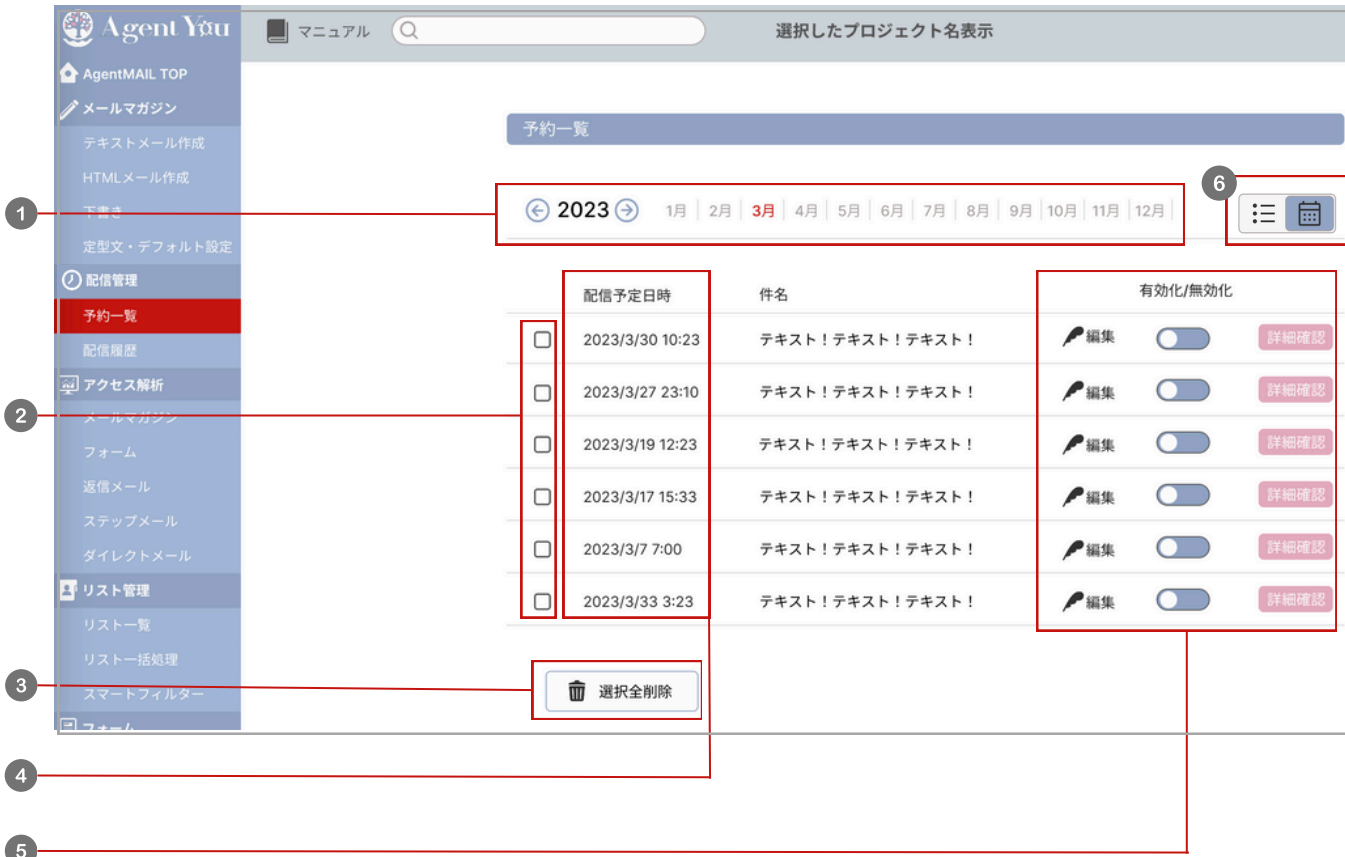 Agent You
マニュアル
選択したプロジェクト名表示
AgentMAIL TOP
メールマガジン
テキストメール作成
HTMLメール作成
下書き
定型文・デフォルト設定
配信管理
予約一覧
配信履歴
アクセス解析
メールマガジン
フォーム
返信メール
ステップメール
ダイレクトメール
リスト管理
リスト一覧
リスト一括処理
スマートフィルター
フォーム
予約一覧
6
1
2023 1月 2月 3月 4月 5月 6月 7月 8月 9月 10月 11月 12月
配信予定日時 件名 有効化/無効化
2023/3/30 10:23 テキスト！テキスト！テキスト！ 編集 詳細確認
2023/3/27 23:10 テキスト！テキスト！テキスト！ 編集 詳細確認
2
2023/3/19 12:23 テキスト！テキスト！テキスト！ 編集 詳細確認
2023/3/17 15:33 テキスト！テキスト！テキスト！ 編集 詳細確認
2023/3/7 7:00 テキスト！テキスト！テキスト！ 編集 詳細確認
2023/3/33 3:23 テキスト！テキスト！テキスト！ 編集 詳細確認
3
選択全削除
4
5